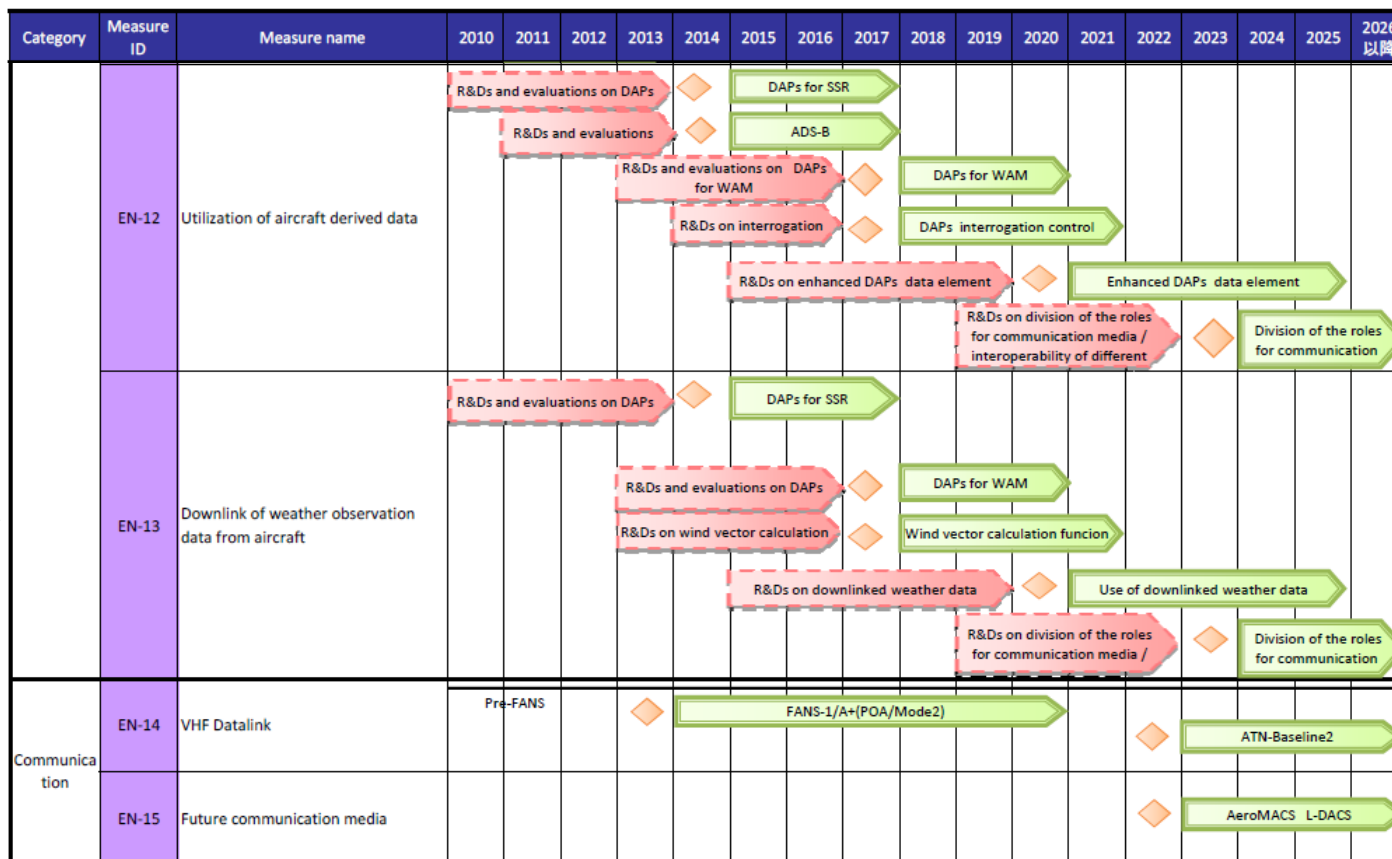 Category Measure ID Measure name 2010 2011 2012 2013 2014 2015 2016 2017 2018 2019 2020 2021 2022 2023 2024 2025 2026 以降
R&Ds and evaluations on DAPs
DAPs for SSR
R&Ds and evaluations
ADS-B
R&Ds and evaluations on DAPs
for WAM
DAPs for WAM
EN-12
Utilization of aircraft derived data
R&Ds on interrogation
DAPs interrogation control
R&Ds on enhanced DAPs data element
Enhanced DAPs data element
R&Ds on division of the roles
for communication media /
interoperability of different
Division of the roles
for communication
R&Ds and evaluations on DAPs
DAPs for SSR
R&Ds and evaluations on DAPs
DAPs for WAM
EN-13
Downlink of weather observation
data from aircraft
R&Ds on wind vector calculation
Wind vector calculation funcion
R&Ds on downlinked weather data
Use of downlinked weather data
R&Ds on division of the roles
for communication media /
Division of the roles
for communication
Communica
tion
EN-14
VHF Datalink
Pre-FANS
FANS-1/A+(POA/Mode2)
ATN-Baseline2
EN-15
Future communication media
AeroMACS L-DACS